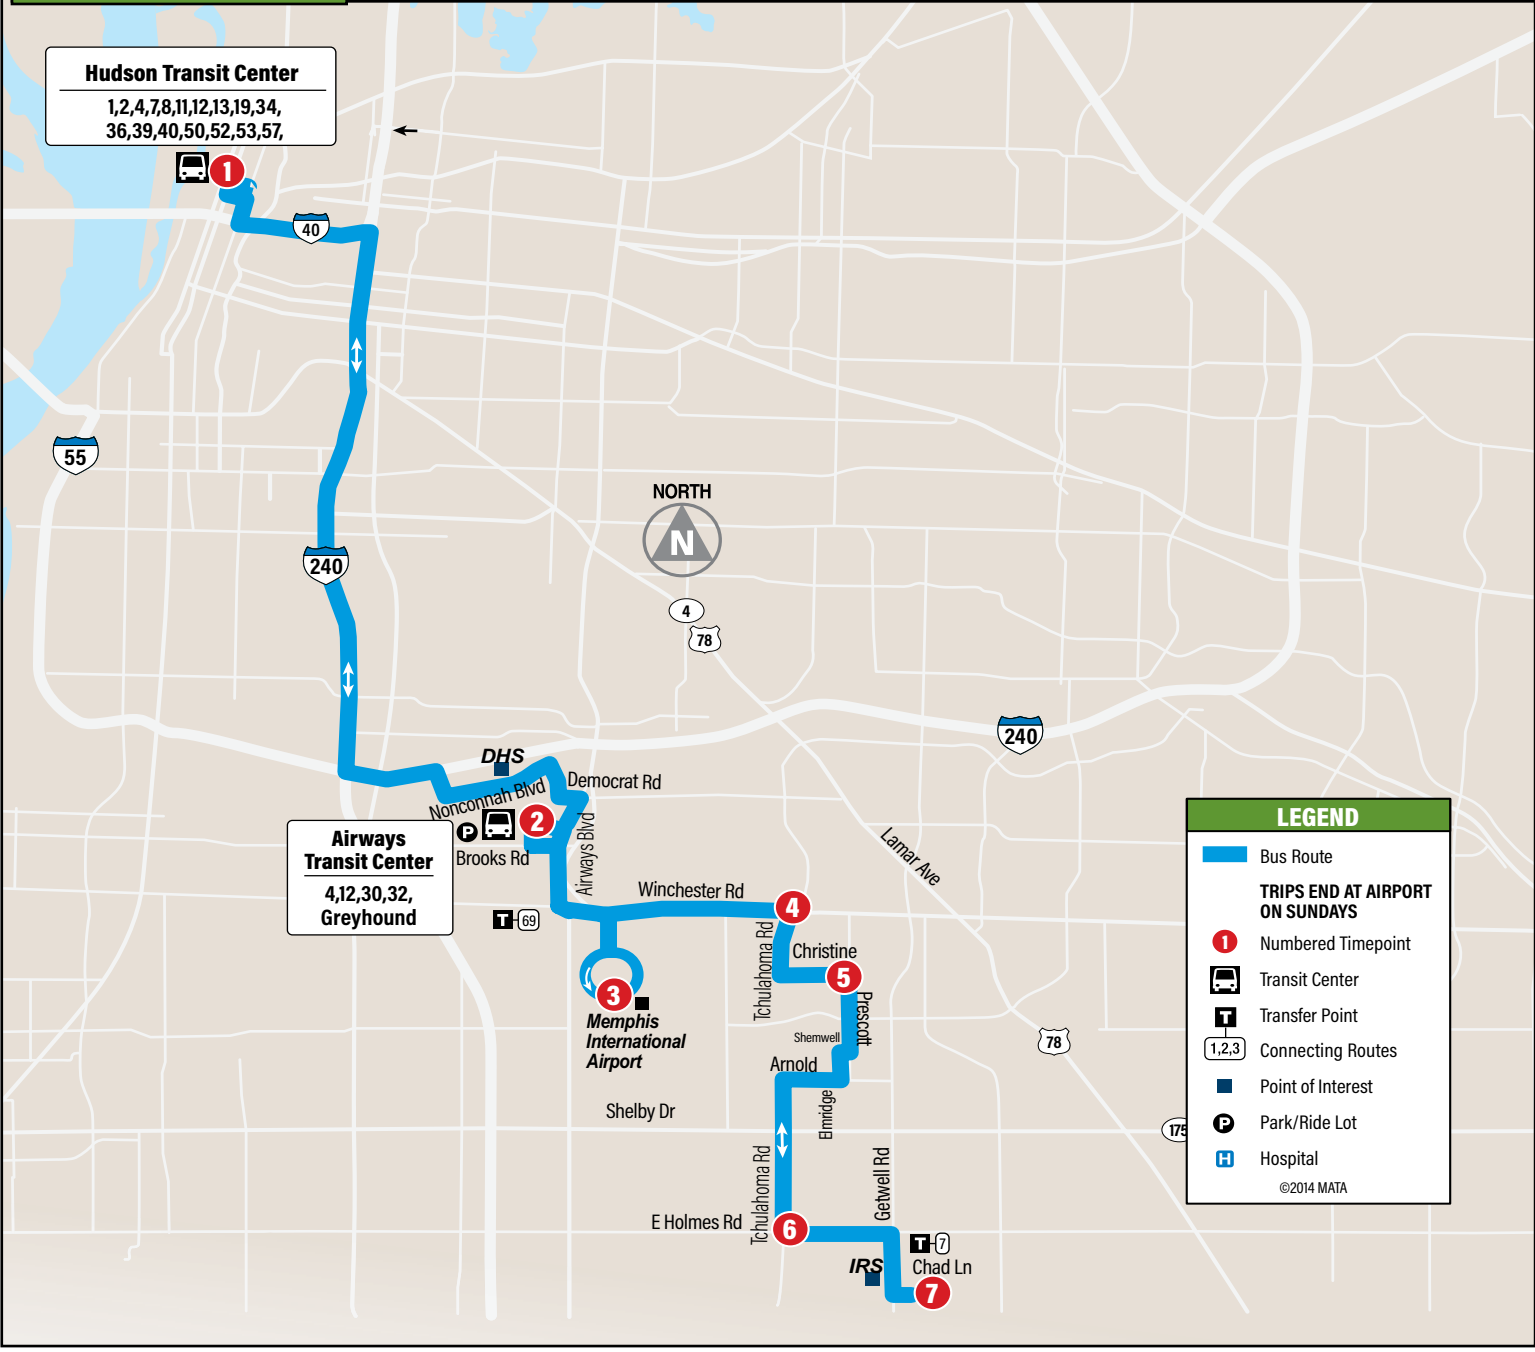 Hudson Transit Center
1,2,4,7,8,11,12,13,19,34,
36,39,40,50,52,53,57,
1
40
55
NORTH
N
240
4
78
240
DHS
Democrat Rd
Nonconnah Blvd
2
P
Airways Blvd
Brooks Rd
Airways
Transit Center
4,12,30,32,
Greyhound
Lamar Ave
Winchester Rd
4
T
69
Tchulahoma Rd
Christine
5
3
Memphis
International
Airport
Prescott
Shemwell
Arnold
78
Elmridge
Shelby Dr
175
Tchulahoma Rd
Getwell Rd
E Holmes Rd
6
T
7
IRS
Chad Ln
7
LEGEND
Bus Route
TRIPS END AT AIRPORT
ON SUNDAYS
1 Numbered Timepoint
Transit Center
T Transfer Point
1,2,3 Connecting Routes
Point of Interest
P Park/Ride Lot
H Hospital
©2014 MATA